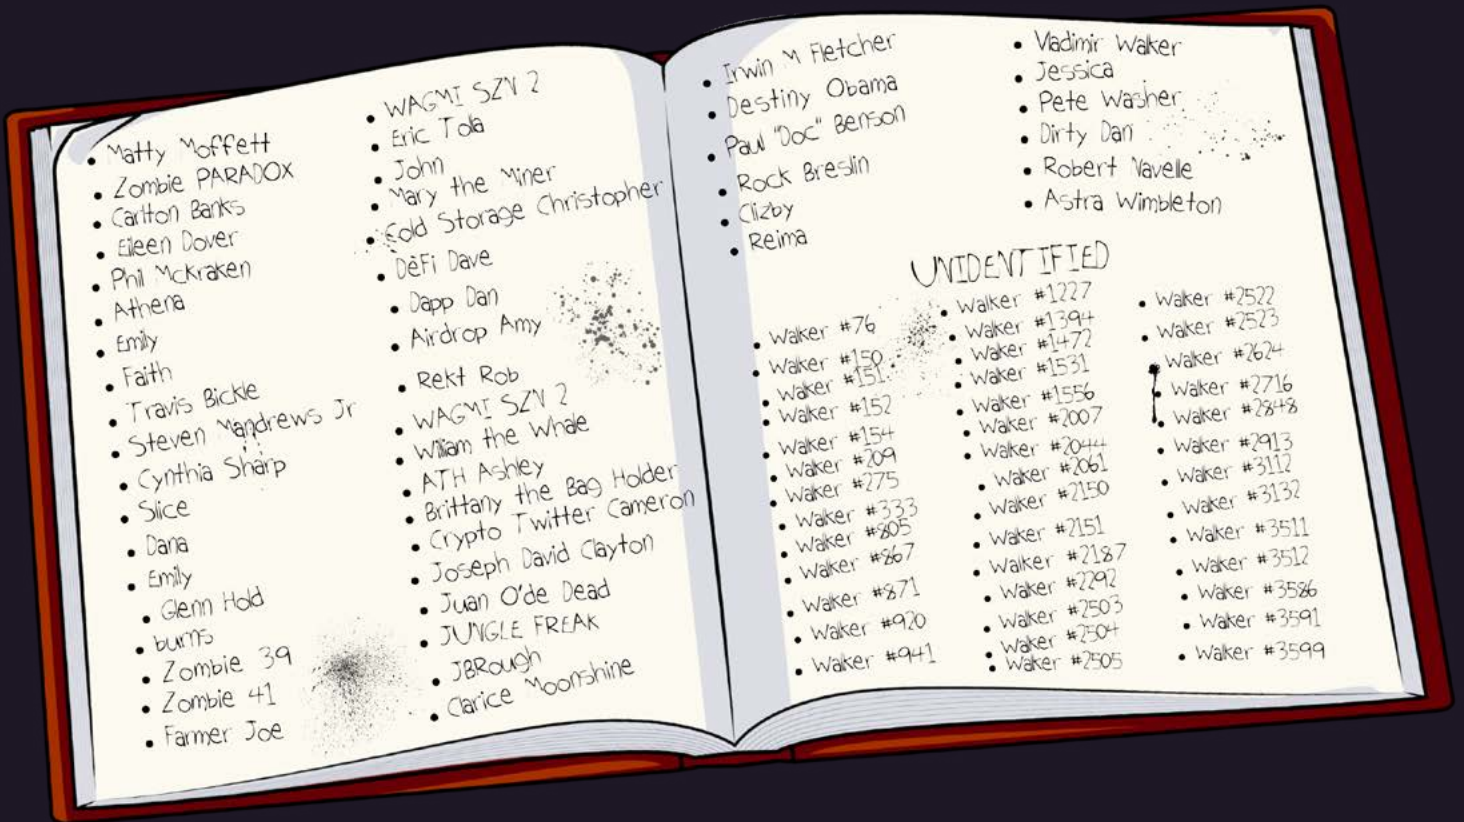 Matty Moffett
Zombie PARADOX
Carlton Banks
Eileen Dover
Phil McKraken
Athena
Emily
Faith
Travis Bickle
Steven Mandrews Jr
Cynthia Sharp
Slice
Dana
Emily
Glenn Hold
burns
Zombie 39
Zombie 41
Farmer Joe
WAGMI SZN 2
Eric Tola
John
Mary the Miner
Cold Storage Christopher
DeFi Dave
Dapp Dan
Airdrop Amy
Rekt Rob
WAGMI SZN 2
William the Whale
ATH Ashley
Brittany the Bag Holder
Crypto Twitter Cameron
Joseph David Clayton
Juan O'de Dead
JUNGLE FREAK
JBRough
Clarice Moonshine
Irwin M Fletcher
Destiny Obama
Paul "Doc" Benson
Rock Breslin
Clizby
Reima
Vladimir Walker
Jessica
Pete Washer
Dirty Dan
Robert Navelle
Astra Wimbleton
UNIDENTIFIED
Walker #76
Walker #150
Walker #151
Walker #152
Walker #154
Walker #209
Walker #275
Walker #333
Walker #805
Walker #867
Walker #871
Walker #920
Walker #941
Walker #1227
Walker #1394
Walker #1472
Walker #1531
Walker #1556
Walker #2007
Walker #2044
Walker #2061
Walker #2150
Walker #2151
Walker #2187
Walker #2292
Walker #2503
Walker #2504
Walker #2505
Walker #2522
Walker #2523
Walker #2624
Walker #2716
Walker #2848
Walker #2913
Walker #3112
Walker #3132
Walker #3511
Walker #3512
Walker #3586
Walker #3591
Walker #3599